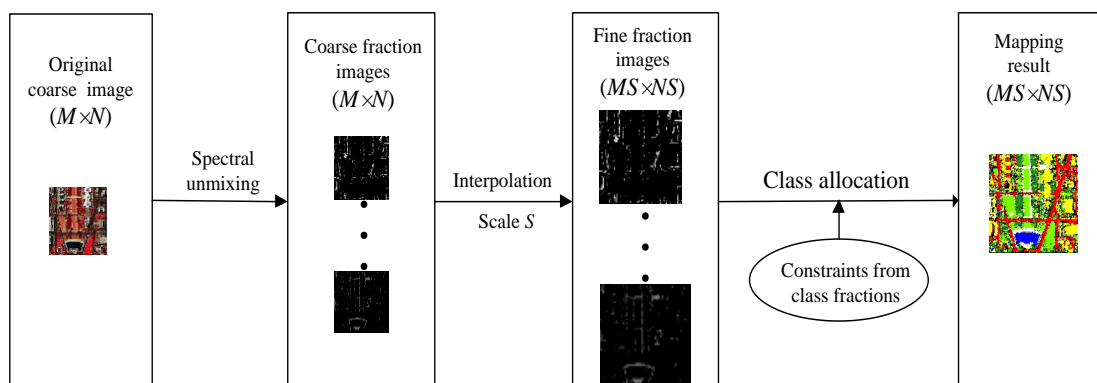 Original
coarse image
(M×N)
Spectral
unmixing
Coarse fraction
images
(M×N)
Interpolation
Scale S
Fine fraction
images
(MS×NS)
Class allocation
Constraints from
class fractions
Mapping
result
(MS×NS)